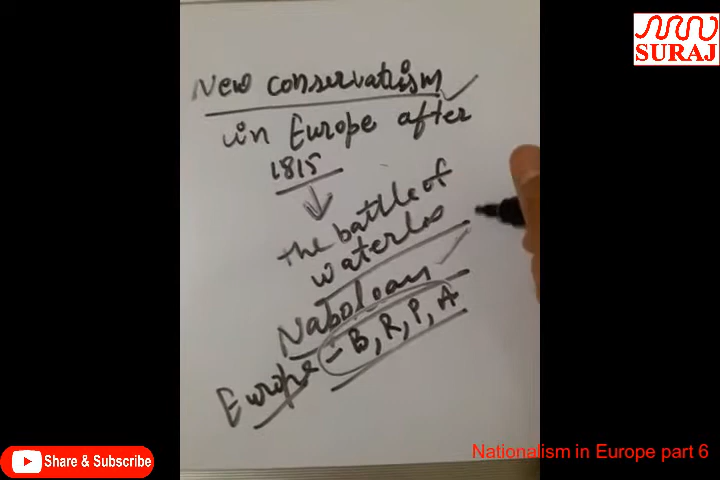 SURAJ
New conservatism
in Europe after
1815
the battle of
waterloo
Naboloan
Europe - B, R, P, A
Share & Subscribe
Nationalism in Europe part 6